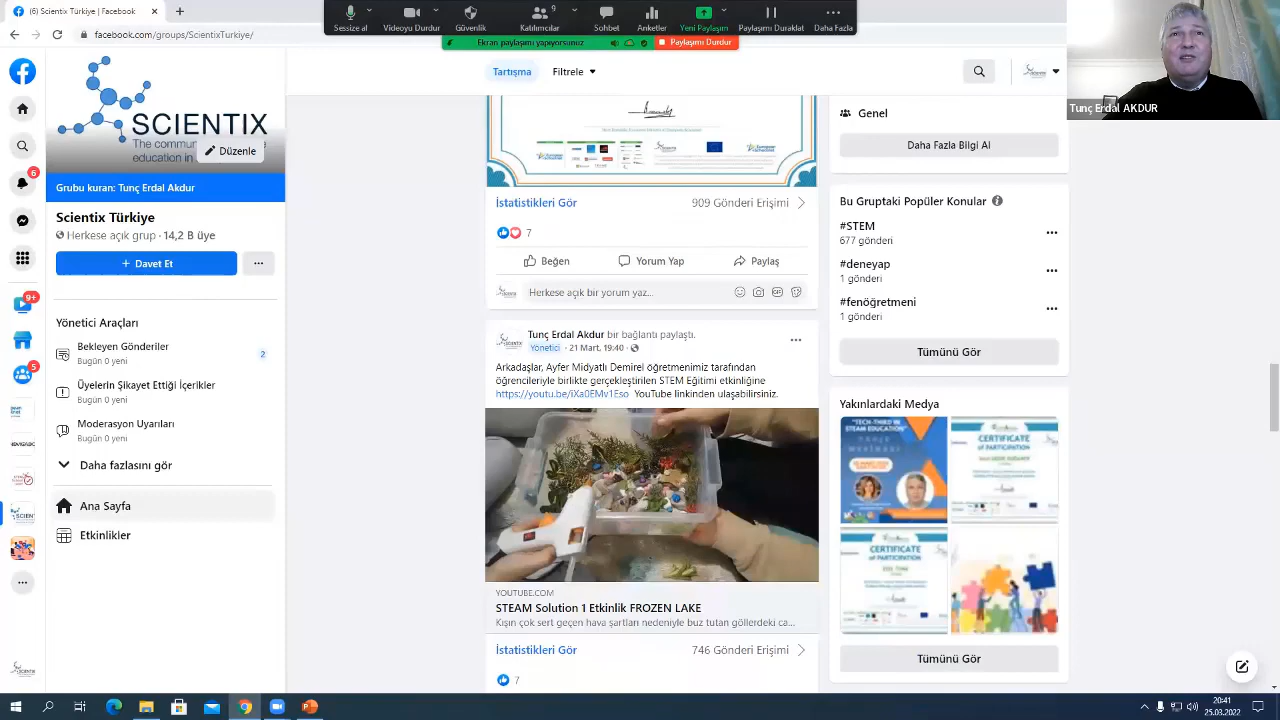 (6) Scientix Türkiye | Facebook
9
Sessize al
Videoyu Durdur
Güvenlik
Katılımcılar
Sohbet
Anketler
Yeni Paylaşım
Paylaşımı Duraklat
Daha Fazla
Ekran paylaşımı yapıyorsunuz
Paylaşımı Durdur
/groups/ScientixTurkiye/
Tunç Erdal AKDUR
SCIENTIX
The commu
education in
Düzenle
Grubu Kuran: Tunç Erdal Akdur
Scientix Türkiye
Herkese açık grup · 14,2 B üye
+ Davet Et
Yönetici Araçları
Bekleyen Gönderiler
Bugün 0 yeni
2
Üyelerin Şikayet Ettiği İçerikler
Bugün 0 yeni
Moderasyon Uyarıları
Bugün 0 yeni
Daha fazlasını gör
Ana Sayfa
Etkinlikler
6
9+
5
Tartışma
Filtrele
İstatistikleri Gör
909 Gönderi Erişimi
7
Beğen
Yorum Yap
Paylaş
Herkese açık bir yorum yaz...
Tunç Erdal Akdur bir bağlantı paylaştı.
Yönetici · 21 Mart, 19:40 ·
Arkadaşlar, Ayfer Midyatlı Demirel öğretmenimiz tarafından
öğrencileriyle birlikte gerçekleştirilen STEM Eğitimi etkinliğine
https://youtu.be/iXa0EMv1Eso YouTube linkinden ulaşabilirsiniz.
YOUTUBE.COM
STEAM Solution 1 Etkinlik FROZEN LAKE
Kışın çok sert geçen hava şartları nedeniyle buz tutan göllerdeki ca...
İstatistikleri Gör
746 Gönderi Erişimi
7
Genel
Daha Fazla Bilgi Al
Bu Gruptaki Popüler Konular
#STEM
677 gönderi
#deneyap
1 gönderi
#fenöğretmeni
1 gönderi
Tümünü Gör
Yakınlardaki Medya
"TECH-THIRD IN
STEAM EDUCATION"
CERTIFICATE
OF PARTICIPATION
CERTIFICATE
OF PARTICIPATION
Tümünü Gör
20:41
25.03.2022